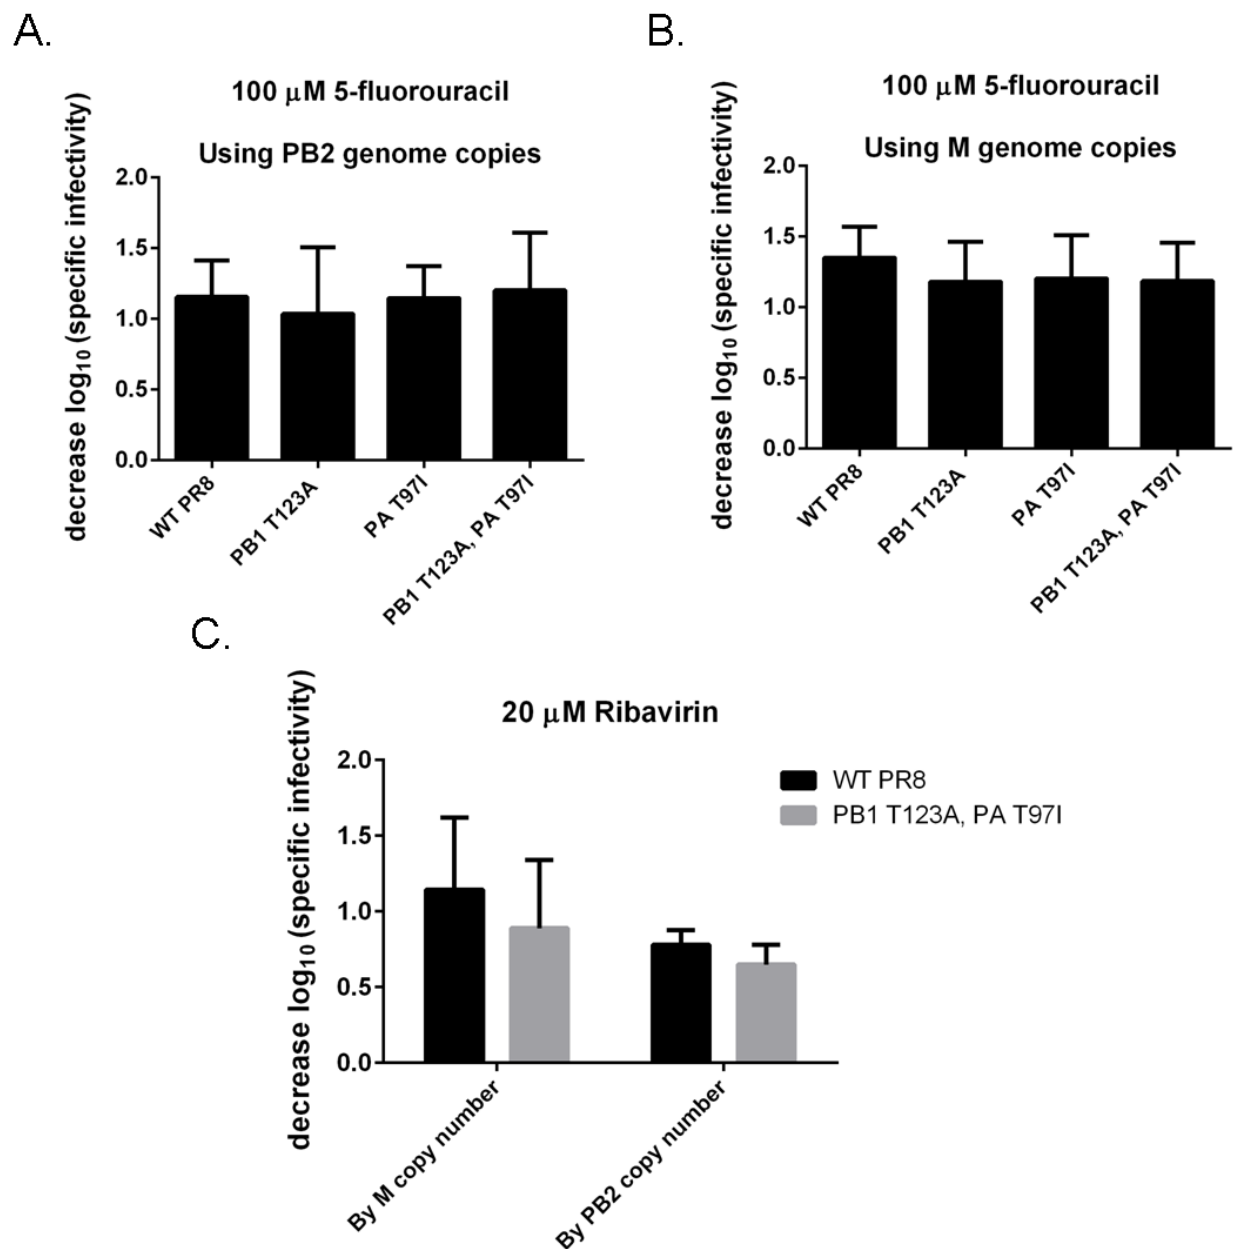 A.
100 μM 5-fluorouracil
Using PB2 genome copies
decrease log10 (specific infectivity)
2.0
1.5
1.0
0.5
0.0
WT PR8
PB1 T123A
PA T97I
PB1 T123A, PA T97I
B.
100 μM 5-fluorouracil
Using M genome copies
decrease log10 (specific infectivity)
2.0
1.5
1.0
0.5
0.0
WT PR8
PB1 T123A
PA T97I
PB1 T123A, PA T97I
C.
20 μM Ribavirin
decrease log10 (specific infectivity)
2.0
1.5
1.0
0.5
0.0
WT PR8
PB1 T123A, PA T97I
By M copy number
By PB2 copy number